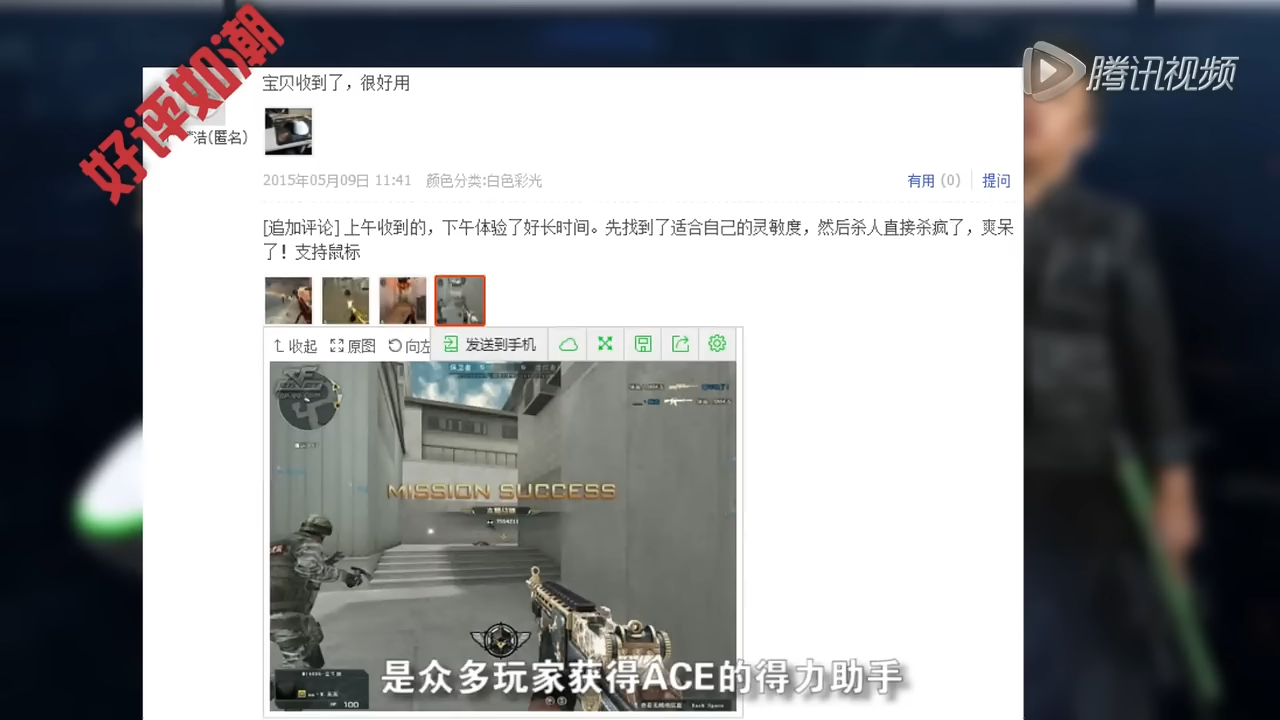 好评如潮
腾讯视频
宝贝收到了，很好用
浩(匿名)
2015年05月09日 11:41 颜色分类:白色彩光
有用 (0) 提问
[追加评论] 上午收到的，下午体验了好长时间。先找到了适合自己的灵敏度，然后杀人直接杀疯了，爽呆
了！支持鼠标
收起 原图 向左 发送到手机
MISSION SUCCESS
100
是众多玩家获得ACE的得力助手